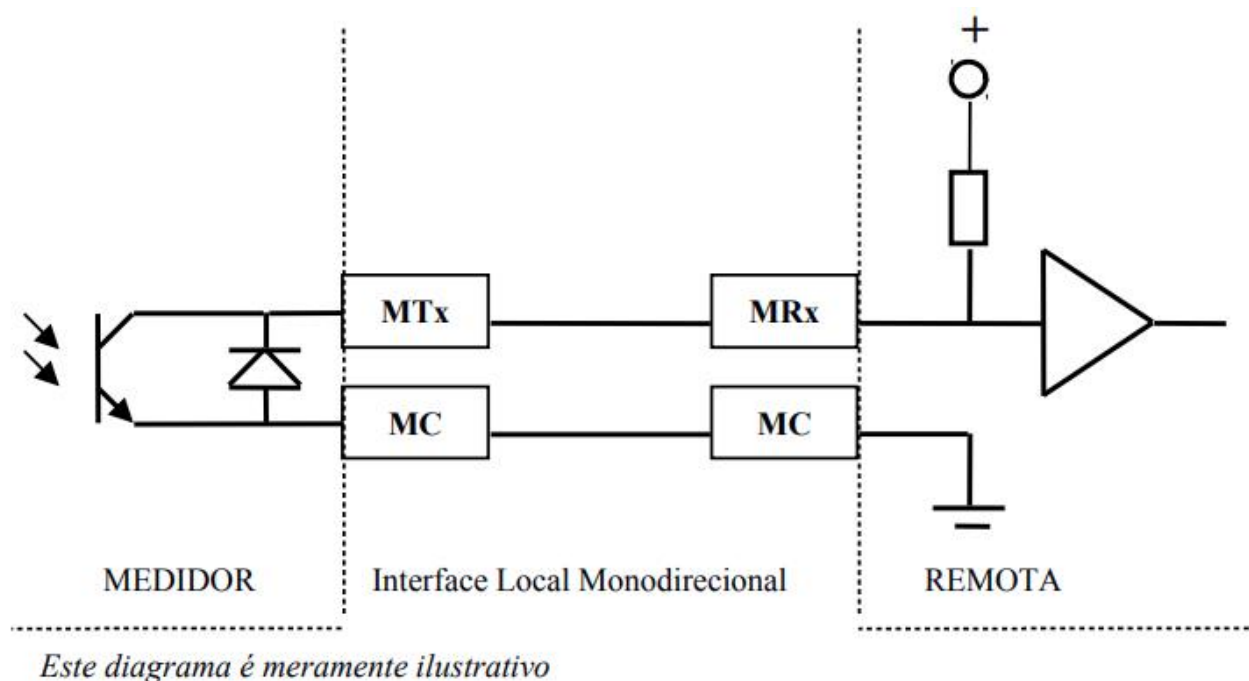 +
MTx
MRx
MC
MC
MEDIDOR
Interface Local Monodirecional
REMOTA
Este diagrama é meramente ilustrativo